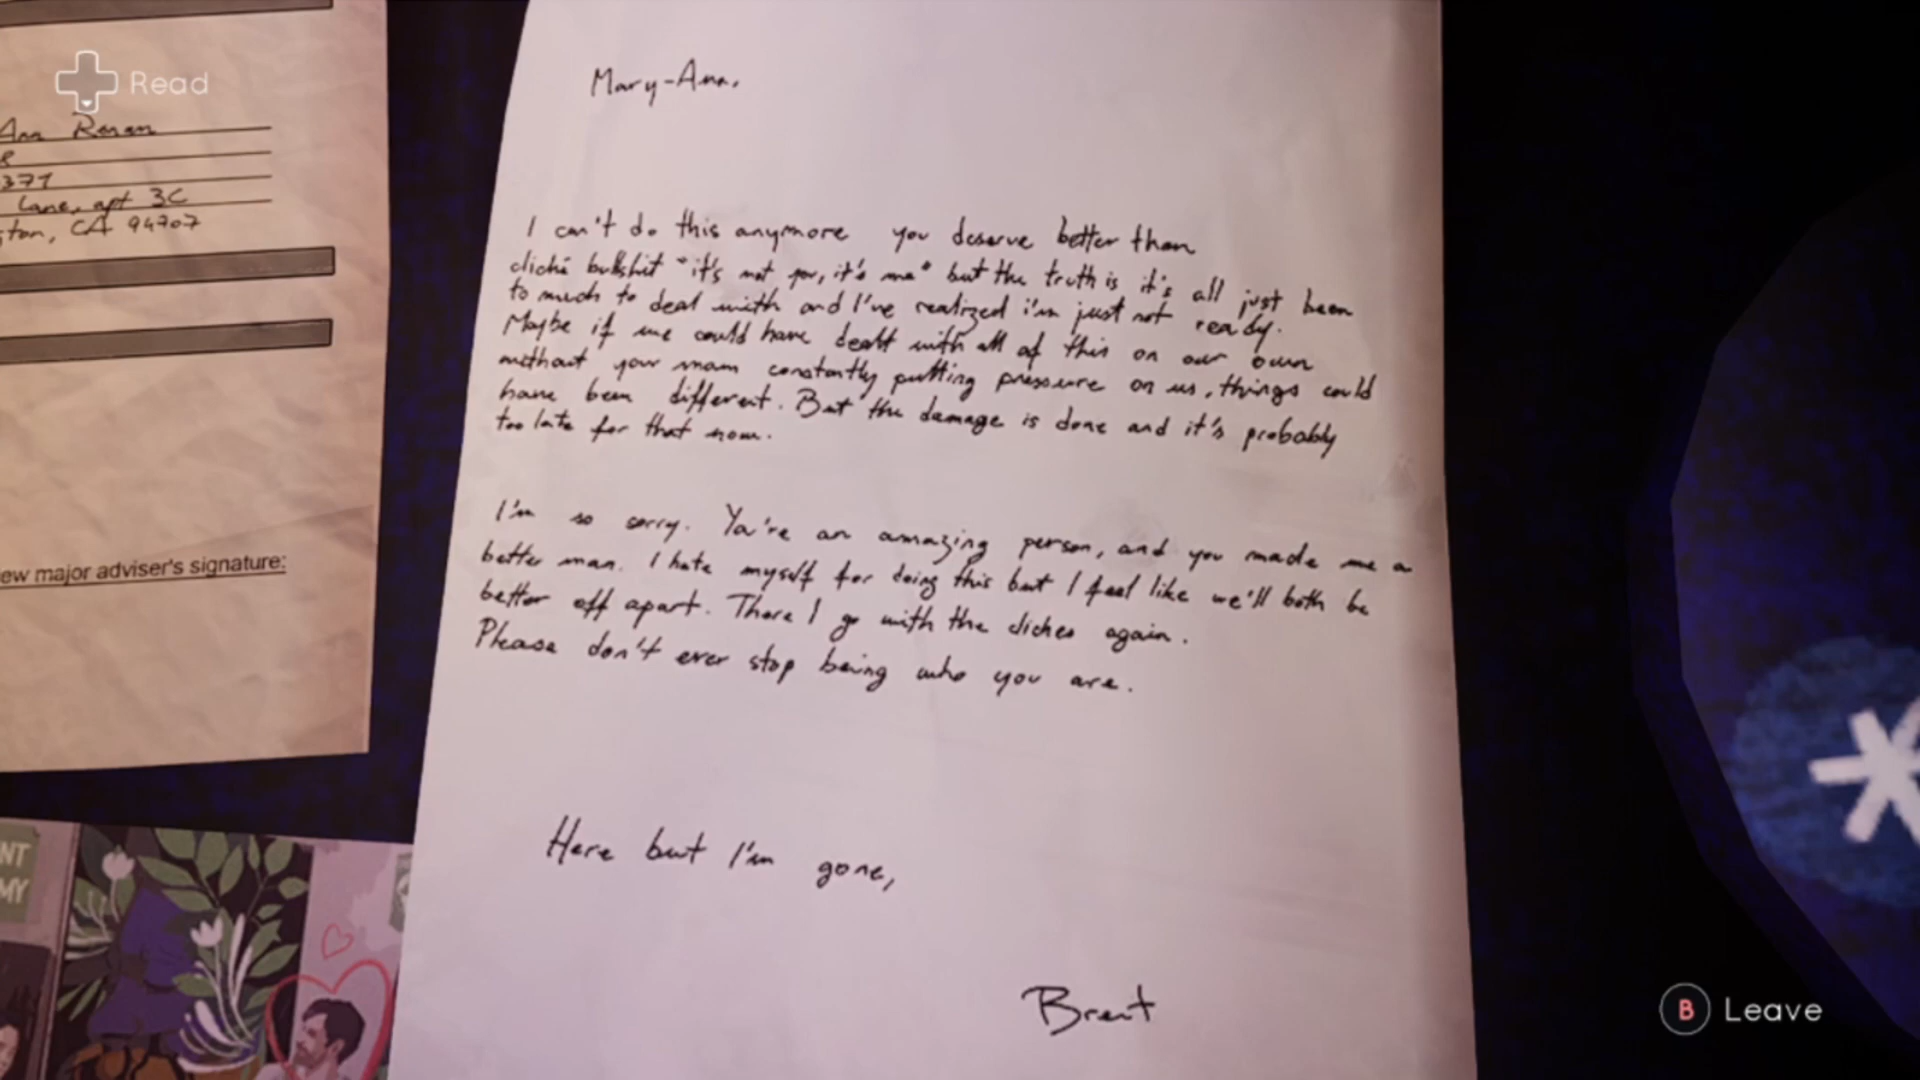 Read
Ann Ronan
8
371
Lane, apt 3C
gton, CA 94707
ew major adviser's signature:
NT
MY
Mary-Ann,
I can't do this anymore you deserve better than
cliché bullshit "it's not you, it's me" but the truth is it's all just been
to much to deal with and I've realized i'm just not ready.
Maybe if we could have dealt with all of this on our own
without your mom constantly putting pressure on us, things could
have been different. But the damage is done and it's probably
too late for that now.
I'm so sorry. You're an amazing person, and you made me a
better man. I hate myself for doing this but I feel like we'll both be
better off apart. There I go with the cliches again.
Please don't ever stop being who you are.
Here but I'm gone,
Brent
B Leave